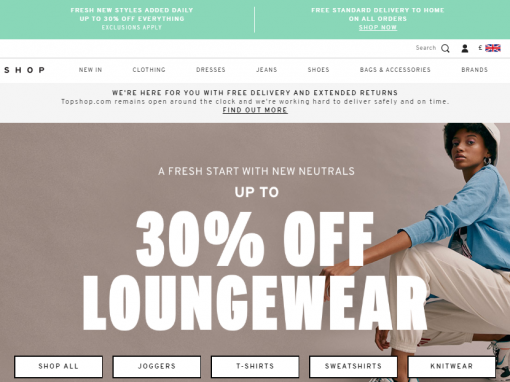 FRESH NEW STYLES ADDED DAILY
UP TO 30% OFF EVERYTHING
EXCLUSIONS APPLY
FREE STANDARD DELIVERY TO HOME
ON ALL ORDERS
SHOP NOW
Search
£
SHOP
NEW IN
CLOTHING
DRESSES
JEANS
SHOES
BAGS & ACCESSORIES
BRANDS
WE'RE HERE FOR YOU WITH FREE DELIVERY AND EXTENDED RETURNS
Topshop.com remains open around the clock and we're working hard to deliver safely and on time.
FIND OUT MORE
A FRESH START WITH NEW NEUTRALS
UP TO
30% OFF
LOUNGEWEAR
SHOP ALL
JOGGERS
T-SHIRTS
SWEATSHIRTS
KNITWEAR